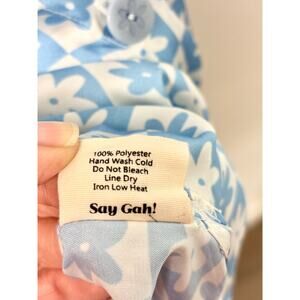 100% Polyester
Hand Wash Cold
Do Not Bleach
Line Dry
Iron Low Heat
Say Gah!